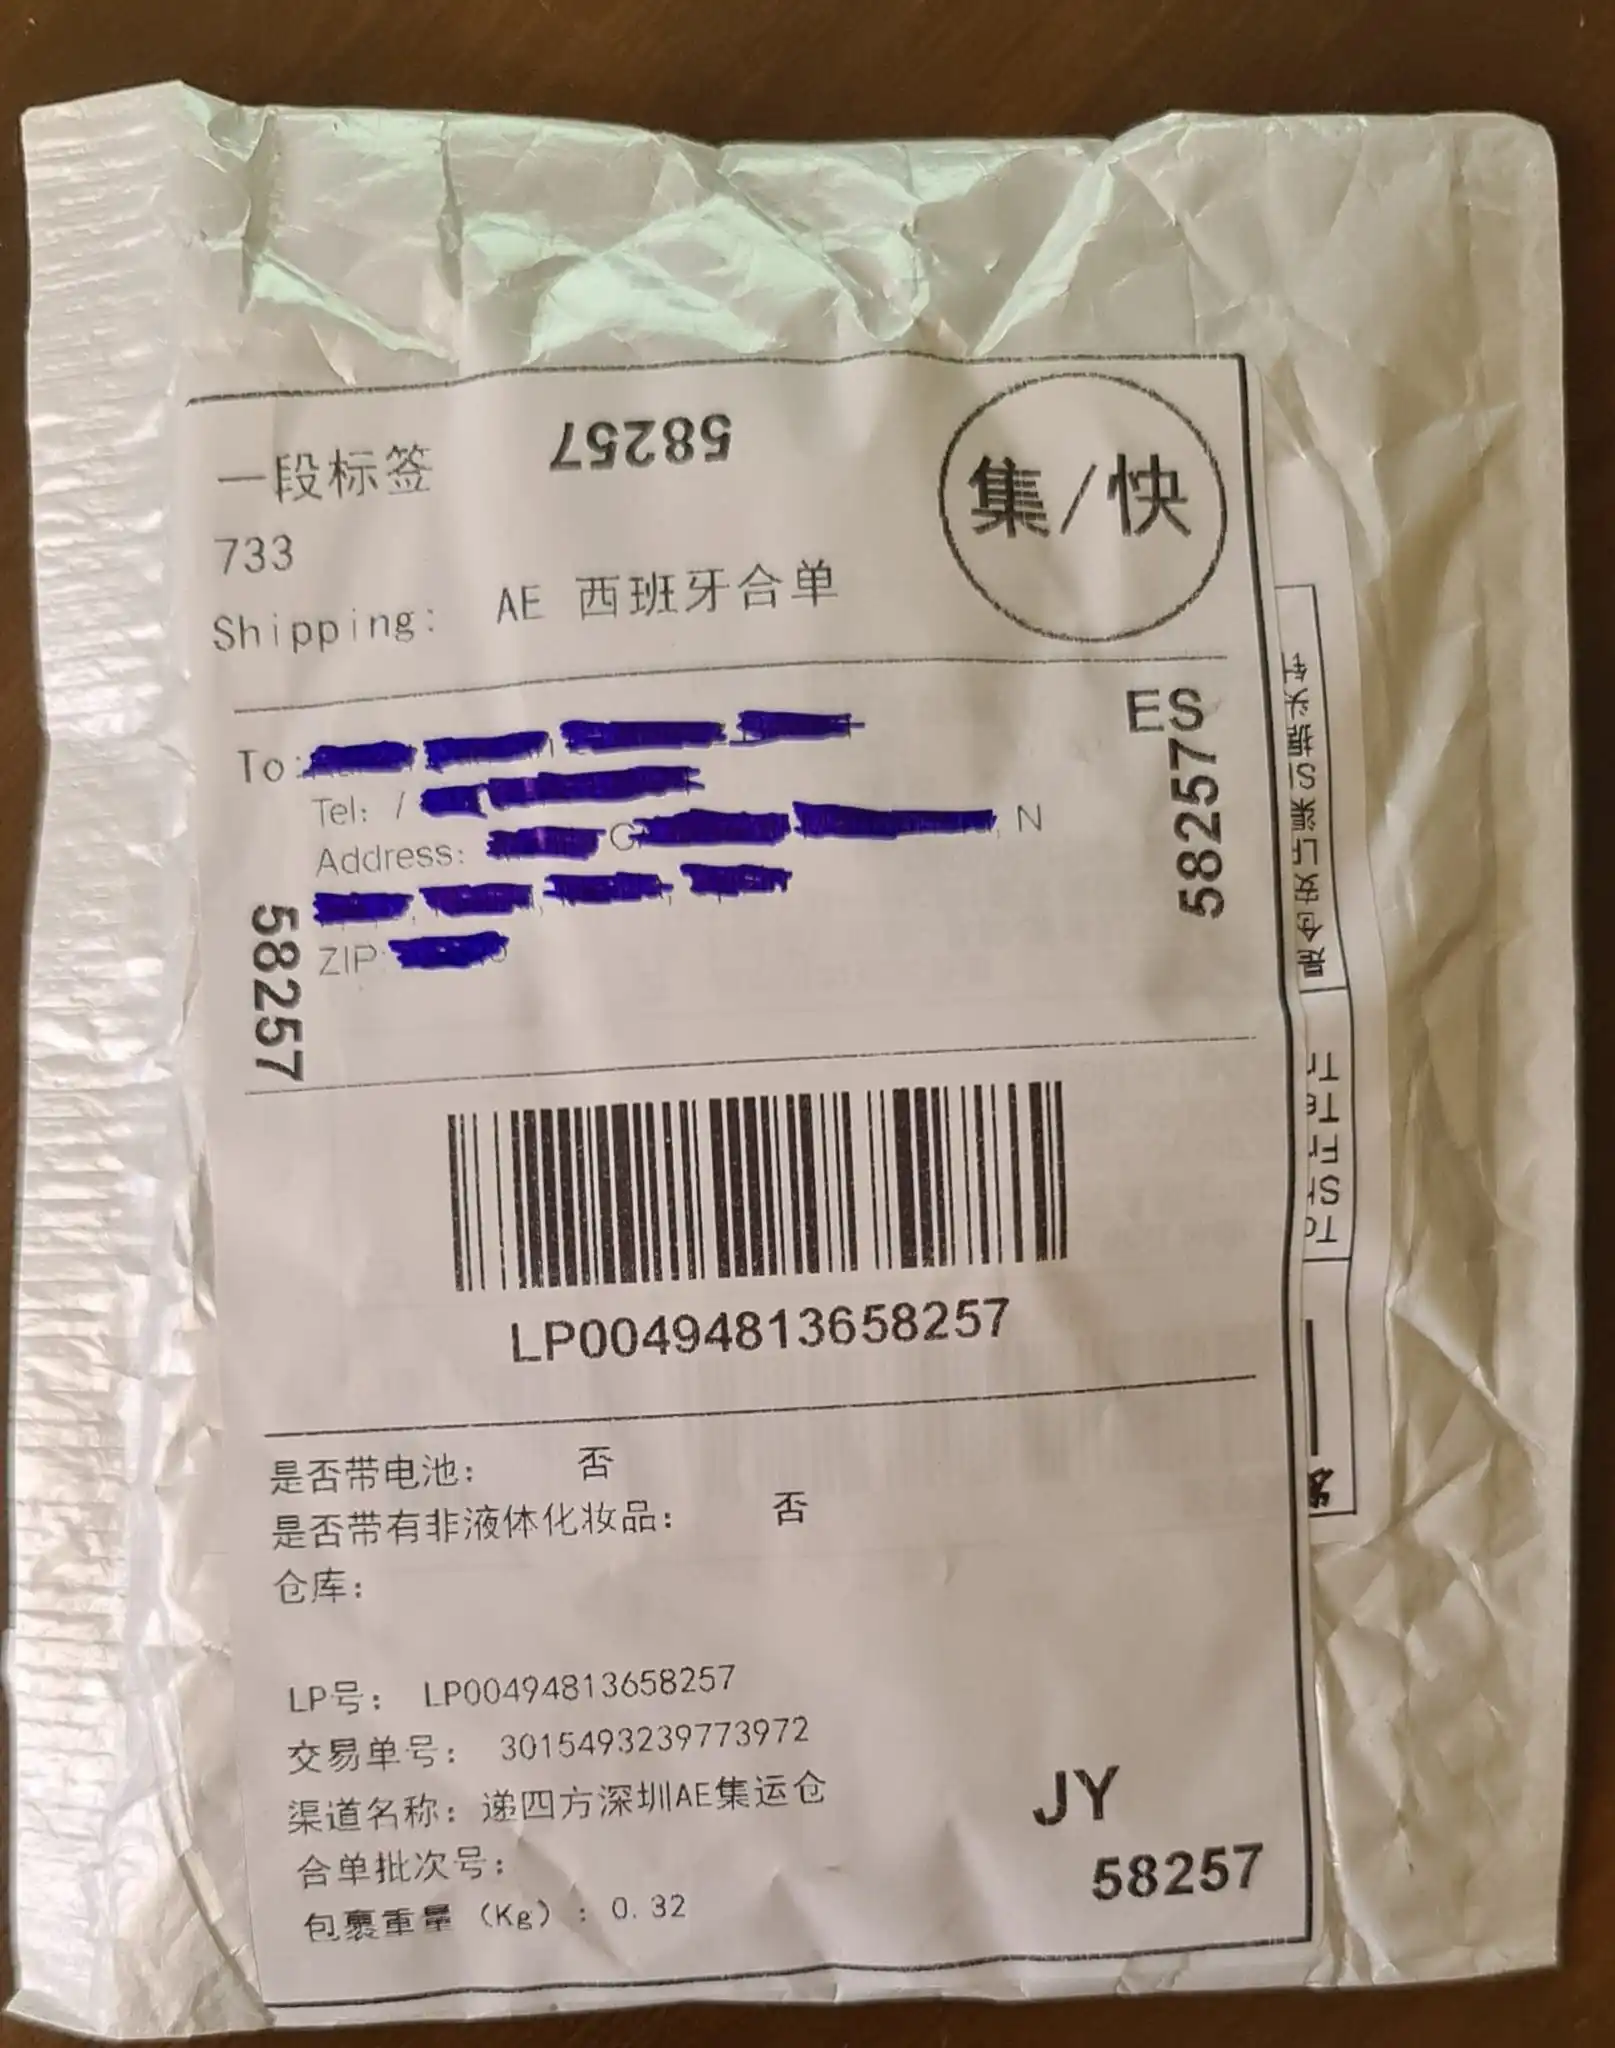 一段标签
58257
集/快
733
Shipping: AE 西班牙合单
ES
To:
Tel: /
Address: G , N
ZIP
58257
58257
LP00494813658257
是否带电池： 否
是否带有非液体化妆品： 否
仓库：
LP号： LP00494813658257
交易单号： 3015493239773972
渠道名称：递四方深圳AE集运仓
合单批次号：
包裹重量（Kg）：0.32
JY
58257